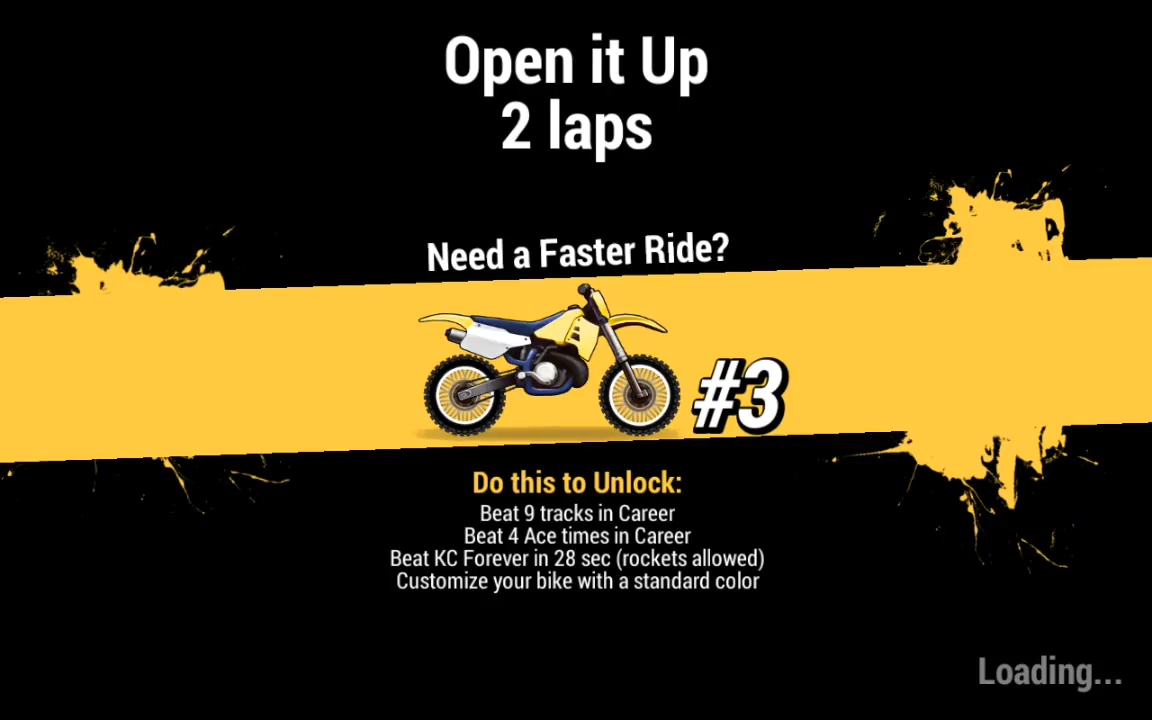 Open it Up
2 laps
Need a Faster Ride?
#3
Do this to Unlock:
Beat 9 tracks in Career
Beat 4 Ace times in Career
Beat KC Forever in 28 sec (rockets allowed)
Customize your bike with a standard color
Loading...